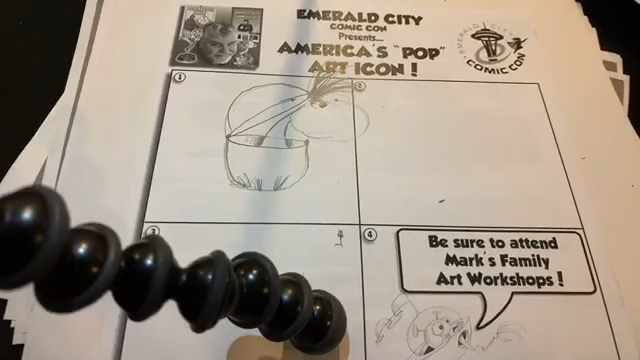 EMERALD CITY
COMIC CON
Presents...
AMERICA'S "POP"
ART ICON!
EMERALD CITY
COMIC CON
1
2
3
4
Be sure to attend
Mark's Family
Art Workshops!